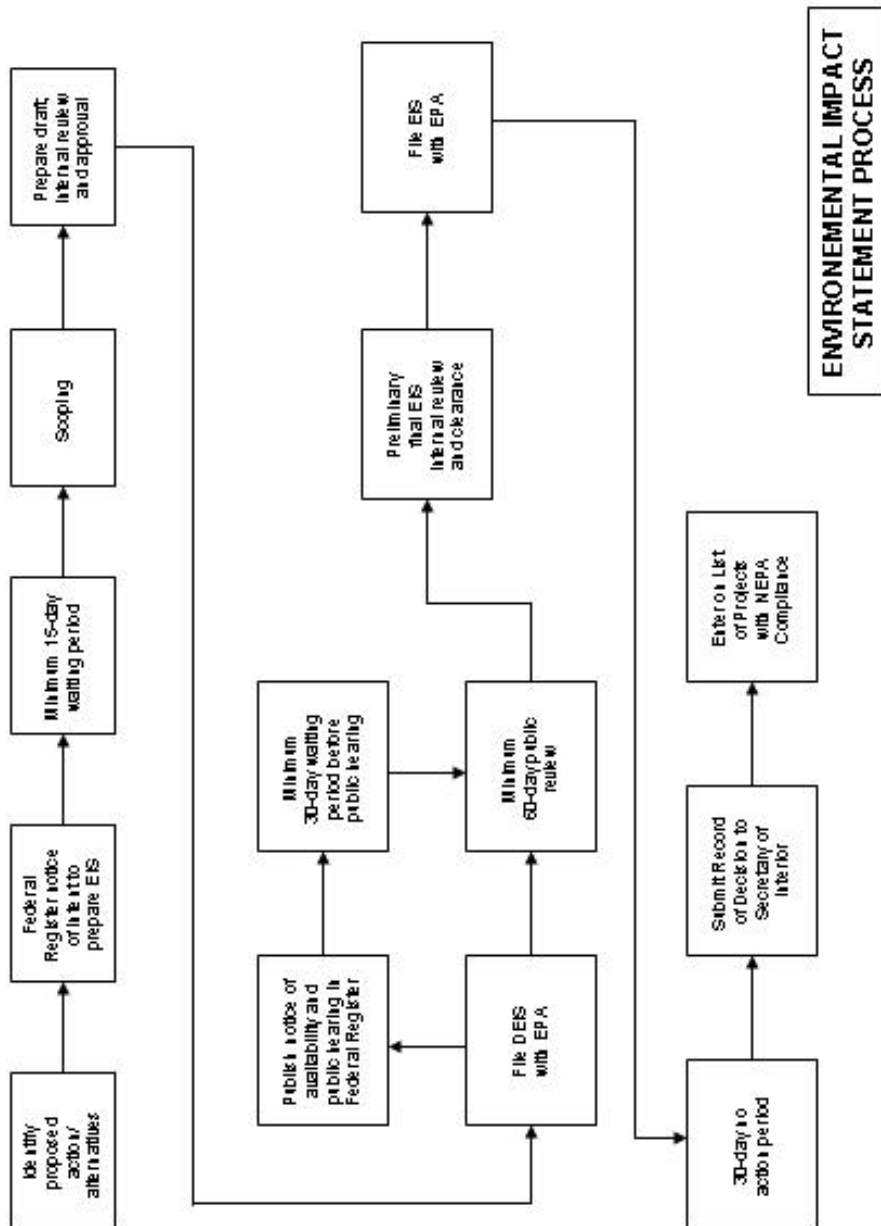 Identify
proposed
action/
alternatives
Federal
Register notice
of intent to
prepare EIS
Minimum 15-day
waiting period
Scoping
Prepare draft,
internal review
and approval
Publish notice of
availability and
public hearing in
Federal Register
Minimum
30-day waiting
period before
public hearing
File DEIS
with EPA
Minimum
60-day public
review
Preliminary
final EIS
internal review
and clearance
File EIS
with EPA
30-day no
action period
Submit Record
of Decision to
Secretary of
Interior
Enter on List
of Projects
with NEPA
Compliance
ENVIRONEMENTAL IMPACT
STATEMENT PROCESS